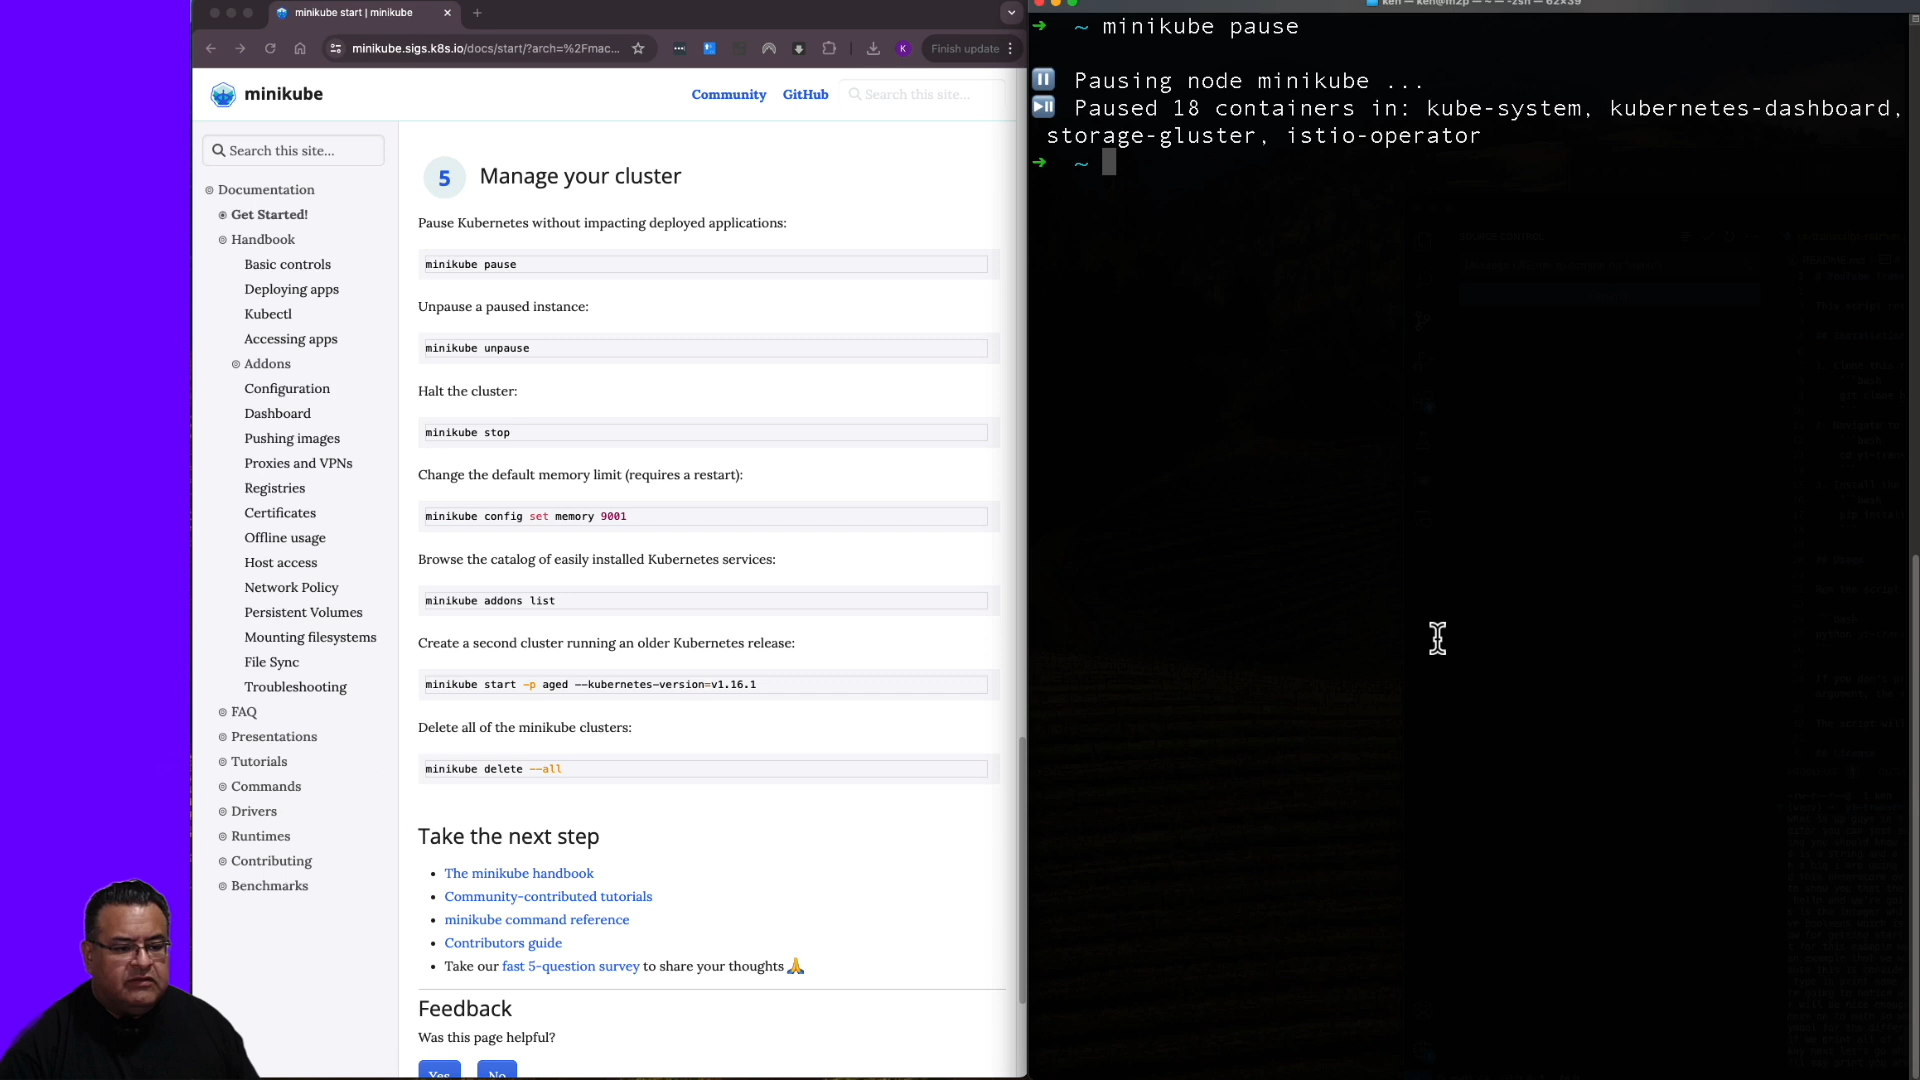 minikube start | minikube
minikube.sigs.k8s.io/docs/start/?arch=%2Fmac...
K
Finish update
minikube
Community
GitHub
Search this site...
Search this site...
Documentation
Get Started!
Handbook
Basic controls
Deploying apps
Kubectl
Accessing apps
Addons
Configuration
Dashboard
Pushing images
Proxies and VPNs
Registries
Certificates
Offline usage
Host access
Network Policy
Persistent Volumes
Mounting filesystems
File Sync
Troubleshooting
FAQ
Presentations
Tutorials
Commands
Drivers
Runtimes
Contributing
Benchmarks
5 Manage your cluster
Pause Kubernetes without impacting deployed applications:
minikube pause
Unpause a paused instance:
minikube unpause
Halt the cluster:
minikube stop
Change the default memory limit (requires a restart):
minikube config set memory 9001
Browse the catalog of easily installed Kubernetes services:
minikube addons list
Create a second cluster running an older Kubernetes release:
minikube start -p aged --kubernetes-version=v1.16.1
Delete all of the minikube clusters:
minikube delete --all
Take the next step
• The minikube handbook
• Community-contributed tutorials
• minikube command reference
• Contributors guide
• Take our fast 5-question survey to share your thoughts 🙏
Feedback
Was this page helpful?
Yes No
➜ ~ minikube pause
⏸ Pausing node minikube ...
⏯ Paused 18 containers in: kube-system, kubernetes-dashboard,
storage-gluster, istio-operator
➜ ~